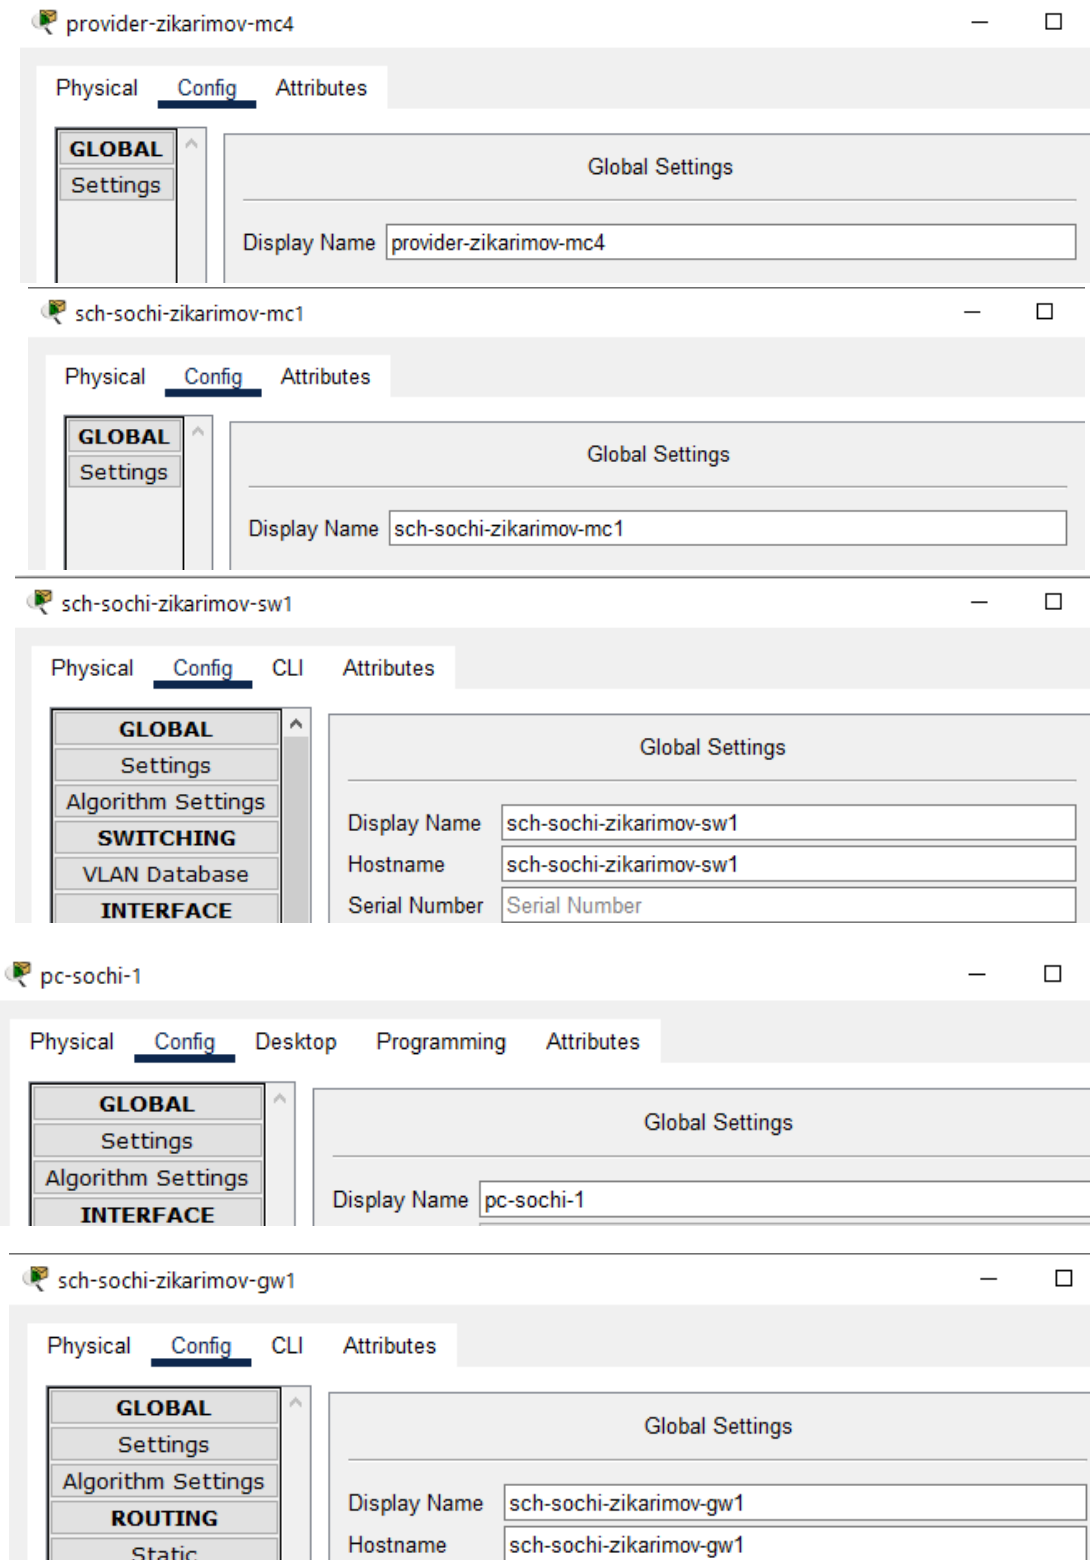 provider-zikarimov-mc4
Physical Config Attributes
GLOBAL
Settings
Global Settings
Display Name provider-zikarimov-mc4
sch-sochi-zikarimov-mc1
Physical Config Attributes
GLOBAL
Settings
Global Settings
Display Name sch-sochi-zikarimov-mc1
sch-sochi-zikarimov-sw1
Physical Config CLI Attributes
GLOBAL
Settings
Algorithm Settings
SWITCHING
VLAN Database
INTERFACE
Global Settings
Display Name sch-sochi-zikarimov-sw1
Hostname sch-sochi-zikarimov-sw1
Serial Number Serial Number
pc-sochi-1
Physical Config Desktop Programming Attributes
GLOBAL
Settings
Algorithm Settings
INTERFACE
Global Settings
Display Name pc-sochi-1
sch-sochi-zikarimov-gw1
Physical Config CLI Attributes
GLOBAL
Settings
Algorithm Settings
ROUTING
Static
Global Settings
Display Name sch-sochi-zikarimov-gw1
Hostname sch-sochi-zikarimov-gw1